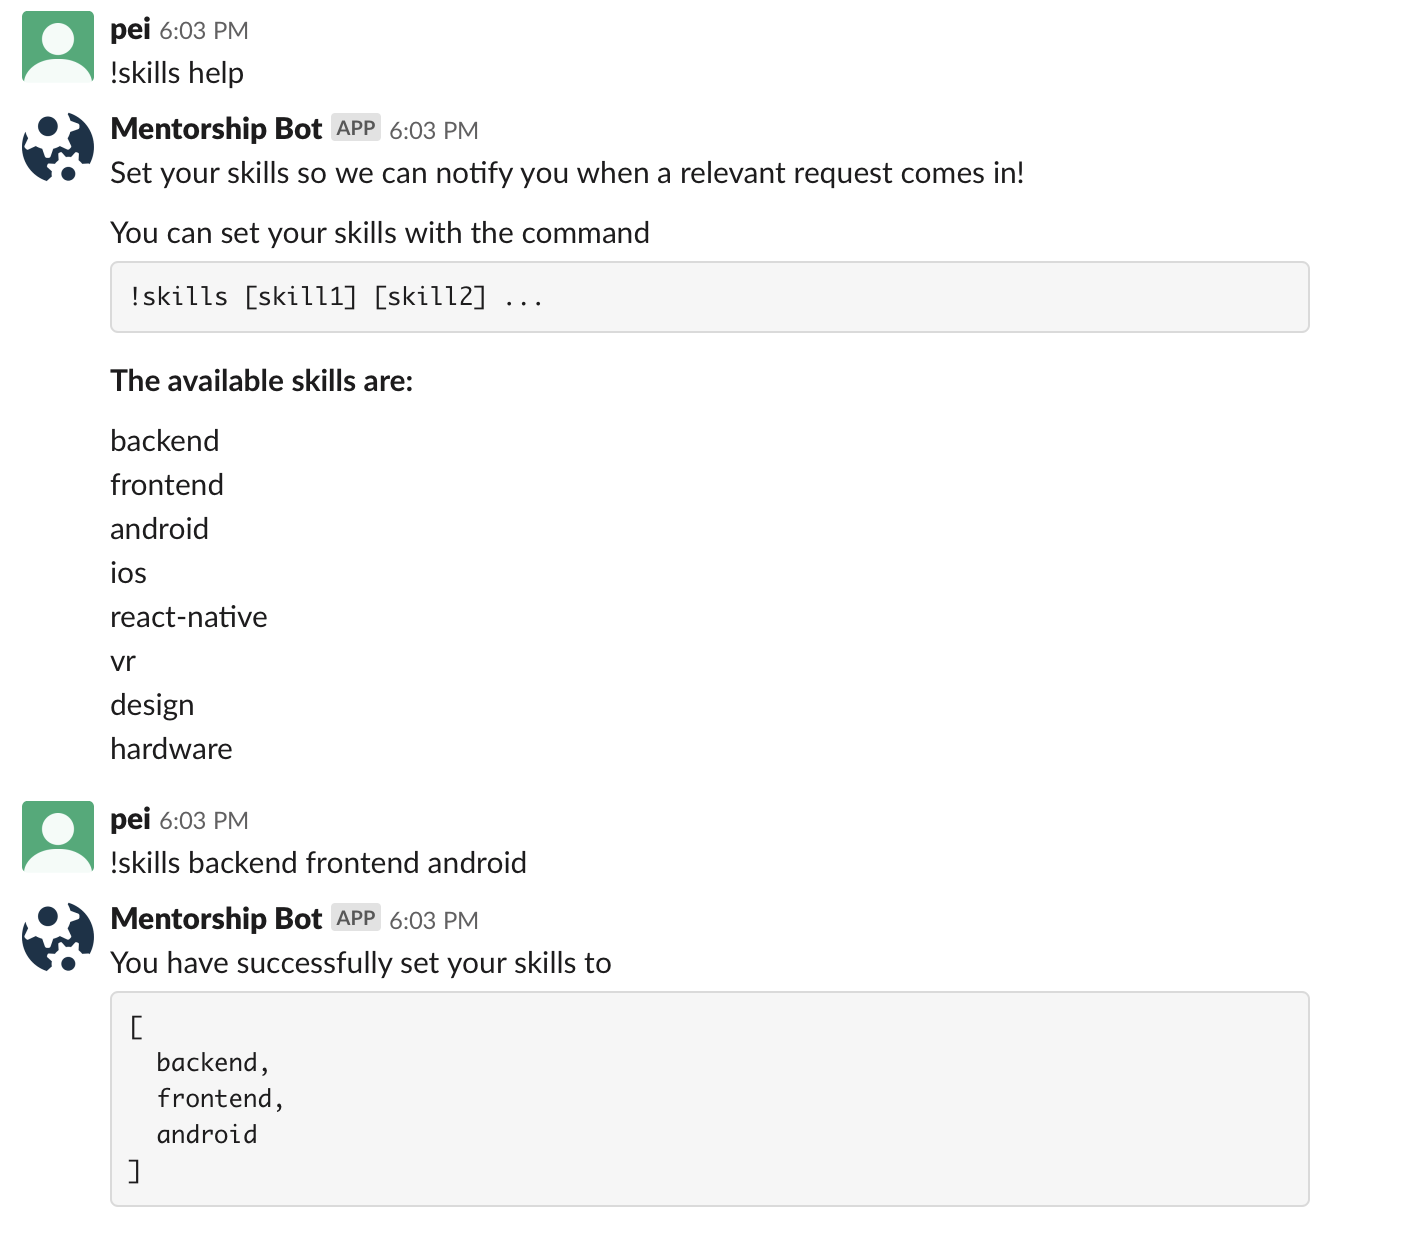 pei 6:03 PM
!skills help
Mentorship Bot APP 6:03 PM
Set your skills so we can notify you when a relevant request comes in!
You can set your skills with the command
!skills [skill1] [skill2] ...
The available skills are:
backend
frontend
android
ios
react-native
vr
design
hardware
pei 6:03 PM
!skills backend frontend android
Mentorship Bot APP 6:03 PM
You have successfully set your skills to
[
  backend,
  frontend,
  android
]